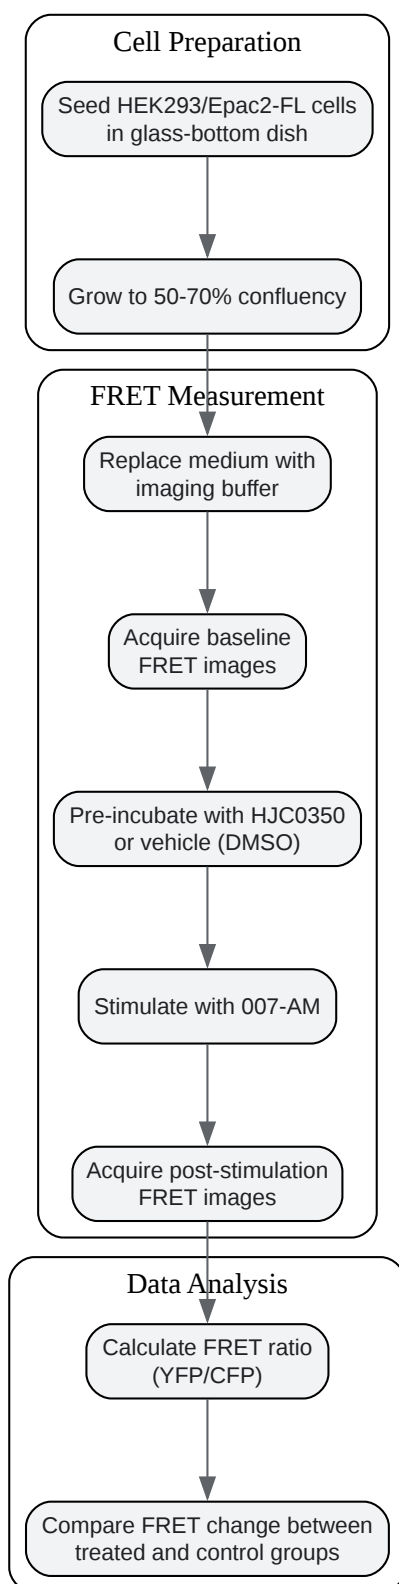 Cell Preparation
Seed HEK293/Epac2-FL cells
in glass-bottom dish
Grow to 50-70% confluency
FRET Measurement
Replace medium with
imaging buffer
Acquire baseline
FRET images
Pre-incubate with HJC0350
or vehicle (DMSO)
Stimulate with 007-AM
Acquire post-stimulation
FRET images
Data Analysis
Calculate FRET ratio
(YFP/CFP)
Compare FRET change between
treated and control groups